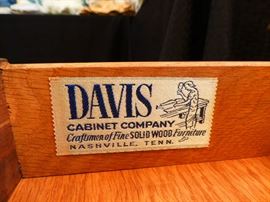 DAVIS
CABINET COMPANY
Craftsmen of Fine SOLID WOOD Furniture
NASHVILLE, TENN.